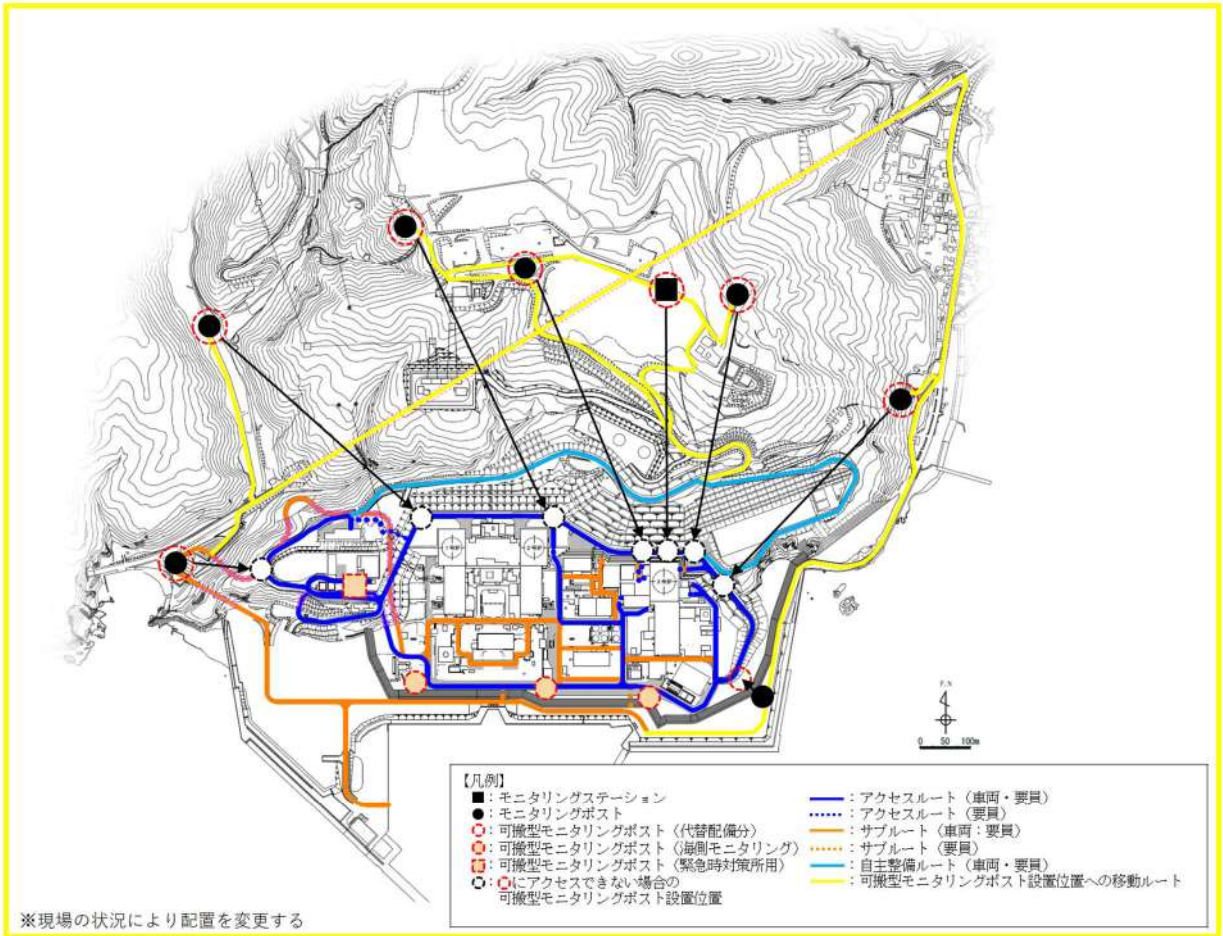 1号炉
2号炉
3号炉
P.N
0 50 100m
【凡例】
■：モニタリングステーション
●：モニタリングポスト
：可搬型モニタリングポスト（代替配備分）
：可搬型モニタリングポスト（海側モニタリング）
：可搬型モニタリングポスト（緊急時対策所用）
：にアクセスできない場合の
可搬型モニタリングポスト設置位置
：アクセスルート（車両・要員）
：アクセスルート（要員）
：サブルート（車両：要員）
：サブルート（要員）
：自主整備ルート（車両・要員）
：可搬型モニタリングポスト設置位置への移動ルート
※現場の状況により配置を変更する